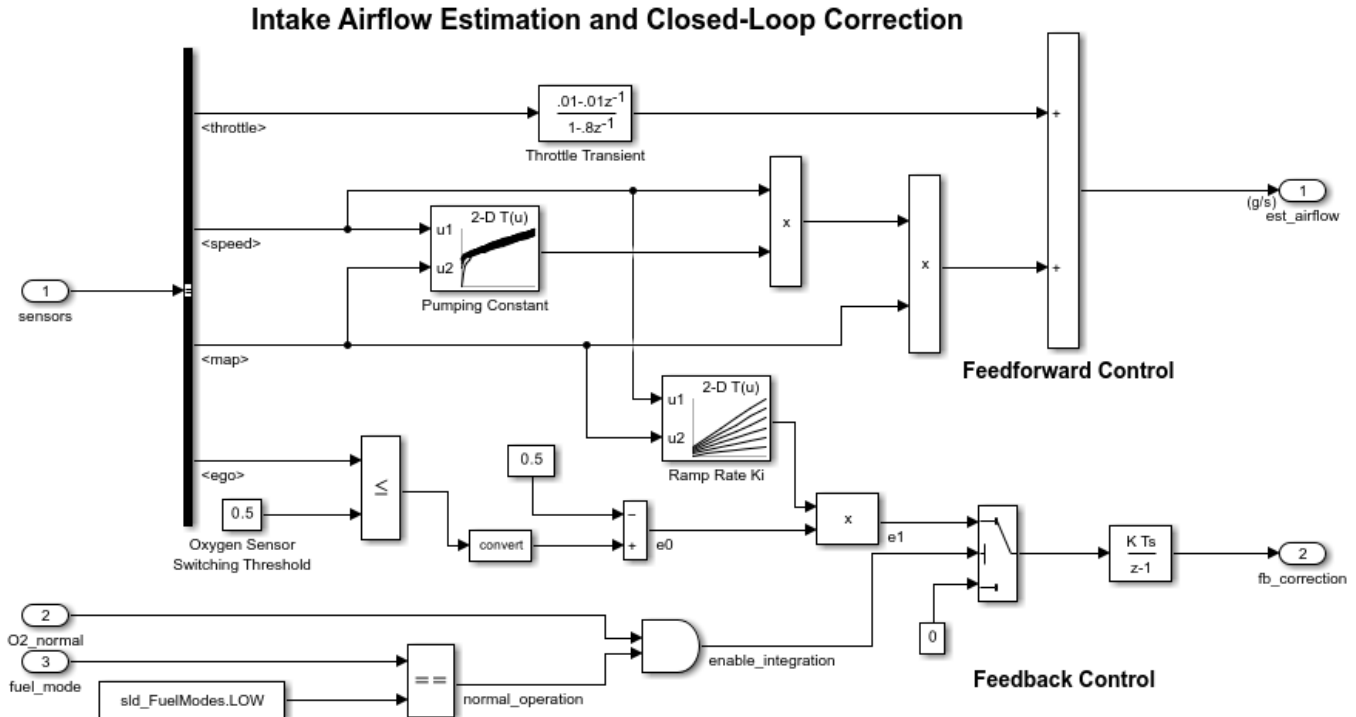 Intake Airflow Estimation and Closed-Loop Correction
.01-.01z-1
1-.8z-1
Throttle Transient
<throttle>
2-D T(u)
u1
u2
Pumping Constant
<speed>
x
x
+
+
(g/s)
1
est_airflow
1
sensors
<map>
Feedforward Control
2-D T(u)
u1
u2
Ramp Rate Ki
<ego>
0.5
Oxygen Sensor
Switching Threshold
≤
convert
0.5
−
+
e0
x
e1
K Ts
z-1
2
fb_correction
0
2
O2_normal
3
fuel_mode
sld_FuelModes.LOW
==
normal_operation
enable_integration
Feedback Control